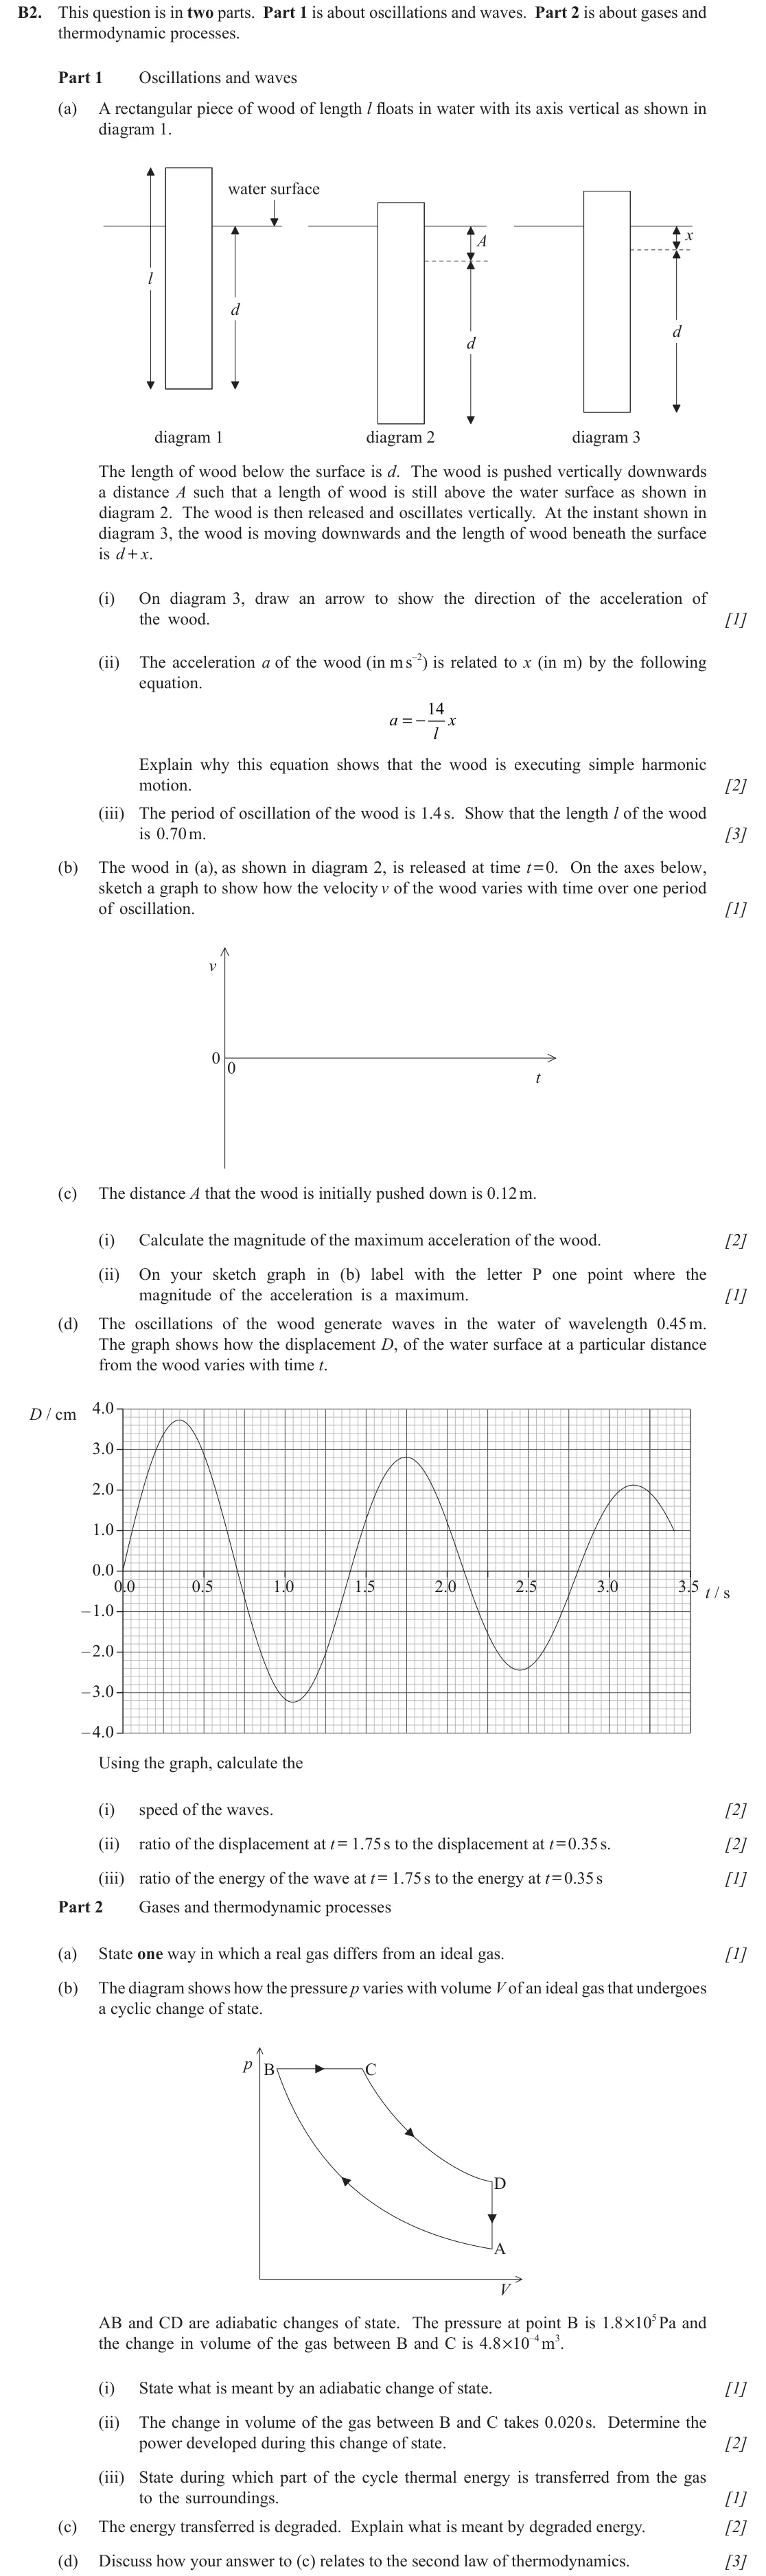 B2. This question is in two parts. Part 1 is about oscillations and waves. Part 2 is about gases and
thermodynamic processes.
Part 1 Oscillations and waves
(a) A rectangular piece of wood of length l floats in water with its axis vertical as shown in
diagram 1.
water surface
l
d
A
d
x
d
diagram 1
diagram 2
diagram 3
The length of wood below the surface is d. The wood is pushed vertically downwards
a distance A such that a length of wood is still above the water surface as shown in
diagram 2. The wood is then released and oscillates vertically. At the instant shown in
diagram 3, the wood is moving downwards and the length of wood beneath the surface
is d+x.
(i) On diagram 3, draw an arrow to show the direction of the acceleration of
the wood. [1]
(ii) The acceleration a of the wood (in m s⁻²) is related to x (in m) by the following
equation.
a = −14/l x
Explain why this equation shows that the wood is executing simple harmonic
motion. [2]
(iii) The period of oscillation of the wood is 1.4 s. Show that the length l of the wood
is 0.70 m. [3]
(b) The wood in (a), as shown in diagram 2, is released at time t=0. On the axes below,
sketch a graph to show how the velocity v of the wood varies with time over one period
of oscillation. [1]
v
0
0
t
(c) The distance A that the wood is initially pushed down is 0.12 m.
(i) Calculate the magnitude of the maximum acceleration of the wood. [2]
(ii) On your sketch graph in (b) label with the letter P one point where the
magnitude of the acceleration is a maximum. [1]
(d) The oscillations of the wood generate waves in the water of wavelength 0.45 m.
The graph shows how the displacement D, of the water surface at a particular distance
from the wood varies with time t.
D / cm
4.0
3.0
2.0
1.0
0.0
−1.0
−2.0
−3.0
−4.0
0.0 0.5 1.0 1.5 2.0 2.5 3.0 3.5 t / s
Using the graph, calculate the
(i) speed of the waves. [2]
(ii) ratio of the displacement at t= 1.75 s to the displacement at t=0.35 s. [2]
(iii) ratio of the energy of the wave at t= 1.75 s to the energy at t=0.35 s [1]
Part 2 Gases and thermodynamic processes
(a) State one way in which a real gas differs from an ideal gas. [1]
(b) The diagram shows how the pressure p varies with volume V of an ideal gas that undergoes
a cyclic change of state.
p
B
C
D
A
V
AB and CD are adiabatic changes of state. The pressure at point B is 1.8×10⁵ Pa and
the change in volume of the gas between B and C is 4.8×10⁻⁴ m³.
(i) State what is meant by an adiabatic change of state. [1]
(ii) The change in volume of the gas between B and C takes 0.020 s. Determine the
power developed during this change of state. [2]
(iii) State during which part of the cycle thermal energy is transferred from the gas
to the surroundings. [1]
(c) The energy transferred is degraded. Explain what is meant by degraded energy. [2]
(d) Discuss how your answer to (c) relates to the second law of thermodynamics. [3]